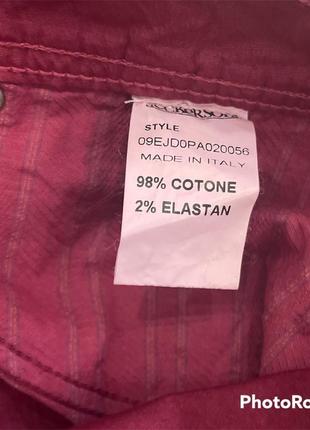 STYLE
09EJD0PA020056
MADE IN ITALY
98% COTONE
2% ELASTAN
PhotoRo